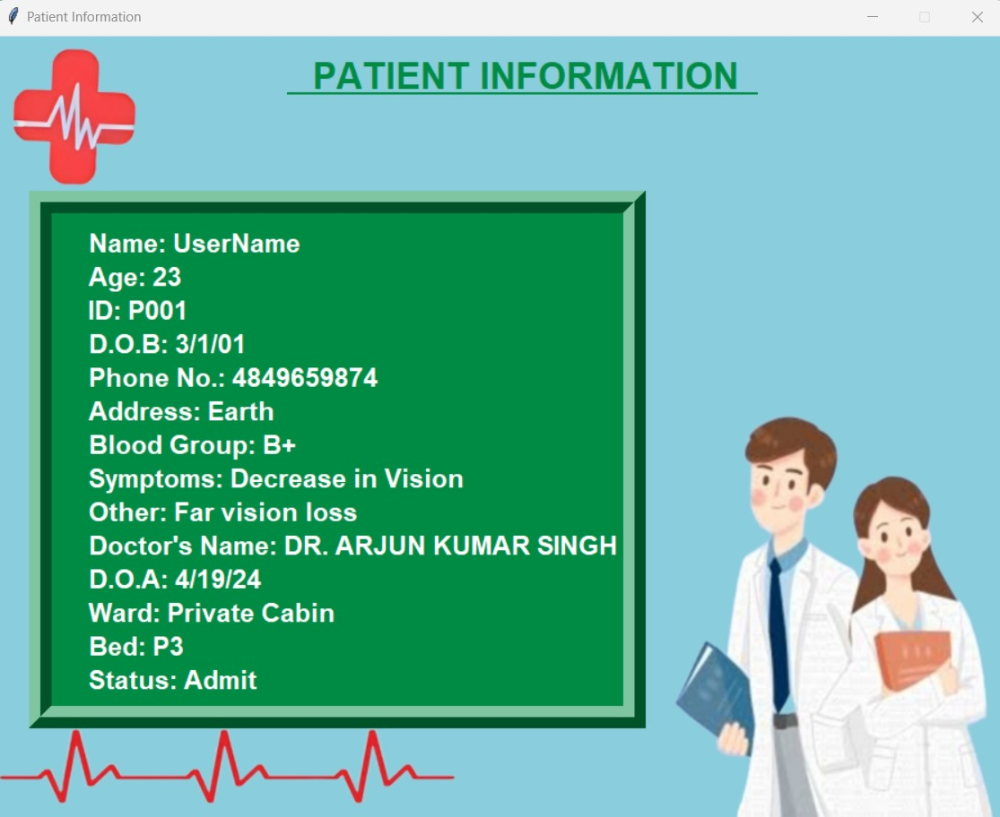 Patient Information
PATIENT INFORMATION
Name: UserName
Age: 23
ID: P001
D.O.B: 3/1/01
Phone No.: 4849659874
Address: Earth
Blood Group: B+
Symptoms: Decrease in Vision
Other: Far vision loss
Doctor's Name: DR. ARJUN KUMAR SINGH
D.O.A: 4/19/24
Ward: Private Cabin
Bed: P3
Status: Admit